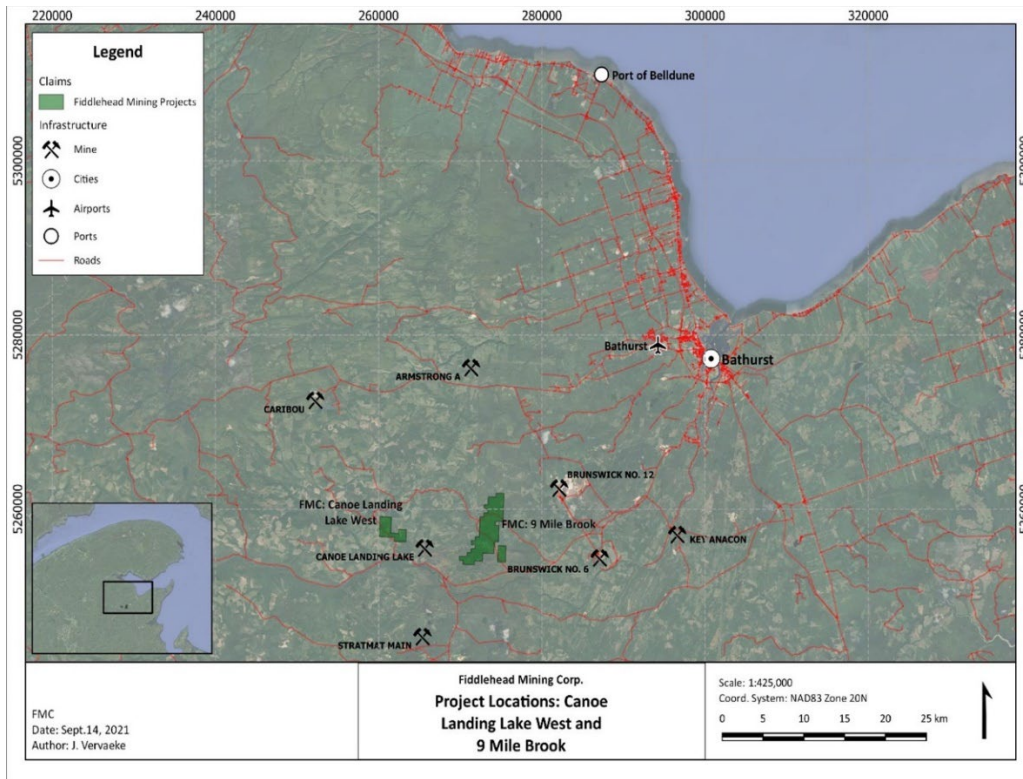 220000 240000 260000 280000 300000 320000
Legend
Claims
Fiddlehead Mining Projects
Infrastructure
Mine
Cities
Airports
Ports
Roads
Port of Belldune
5300000
5280000
5260000
5280000
5260000
Bathurst
Bathurst
ARMSTRONG A
CARIBOU
BRUNSWICK NO. 12
FMC: Canoe Landing
Lake West
FMC: 9 Mile Brook
CANOE LANDING LAKE
BRUNSWICK NO. 6
KEY ANACON
STRATMAT MAIN
FMC
Date: Sept.14, 2021
Author: J. Vervaeke
Fiddlehead Mining Corp.
Project Locations: Canoe
Landing Lake West and
9 Mile Brook
Scale: 1:425,000
Coord. System: NAD83 Zone 20N
0 5 10 15 20 25 km